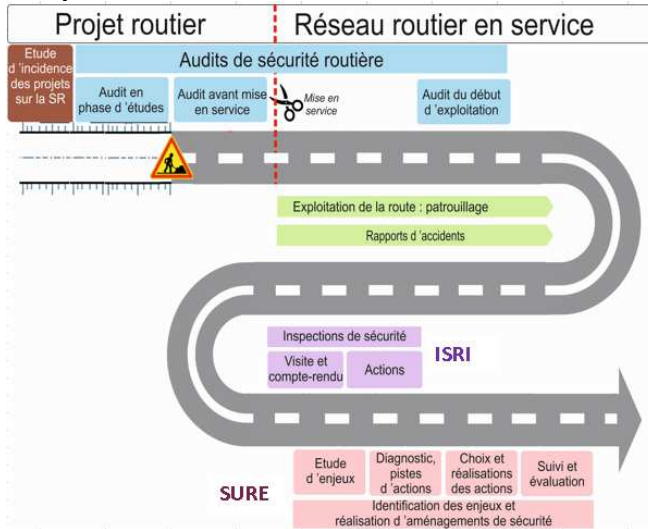 Projet routier
Réseau routier en service
Etude
d 'incidence
des projets
sur la SR
Audits de sécurité routière
Audit en
phase d 'études
Audit avant mise
en service
Mise en
service
Audit du début
d 'exploitation
Exploitation de la route : patrouillage
Rapports d 'accidents
Inspections de sécurité
Visite et
compte-rendu
Actions
ISRI
SURE
Etude
d 'enjeux
Diagnostic,
pistes
d 'actions
Choix et
réalisations
des actions
Suivi et
évaluation
Identification des enjeux et
réalisation d 'aménagements de sécurité